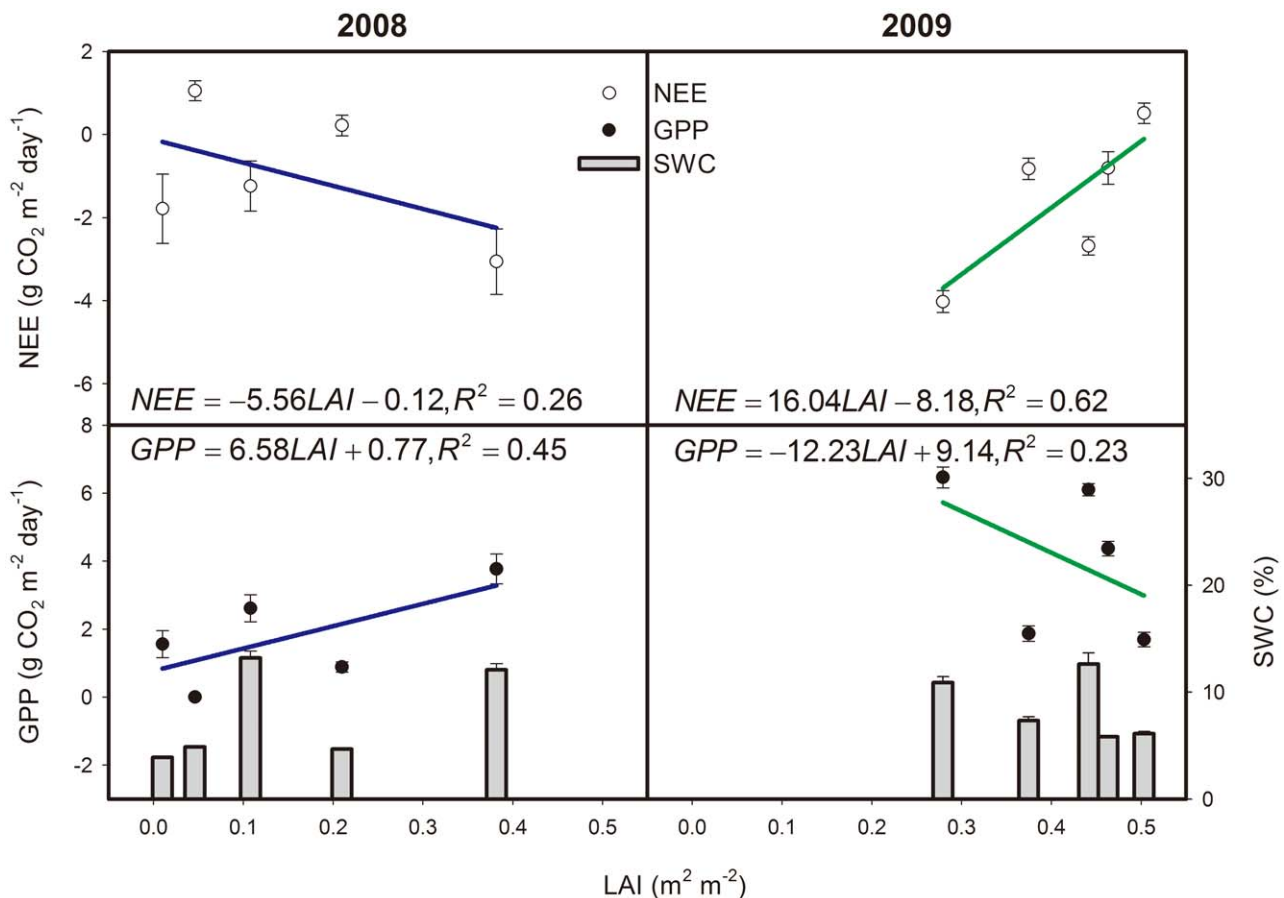 2008
2009
NEE
GPP
SWC
2
0
-2
-4
-6
NEE (g CO₂ m⁻² day⁻¹)
NEE = −5.56LAI − 0.12, R² = 0.26
NEE = 16.04LAI − 8.18, R² = 0.62
GPP = 6.58LAI + 0.77, R² = 0.45
GPP = −12.23LAI + 9.14, R² = 0.23
8
6
4
2
0
-2
GPP (g CO₂ m⁻² day⁻¹)
30
20
10
0
SWC (%)
0.0 0.1 0.2 0.3 0.4 0.5
0.0 0.1 0.2 0.3 0.4 0.5
LAI (m² m⁻²)